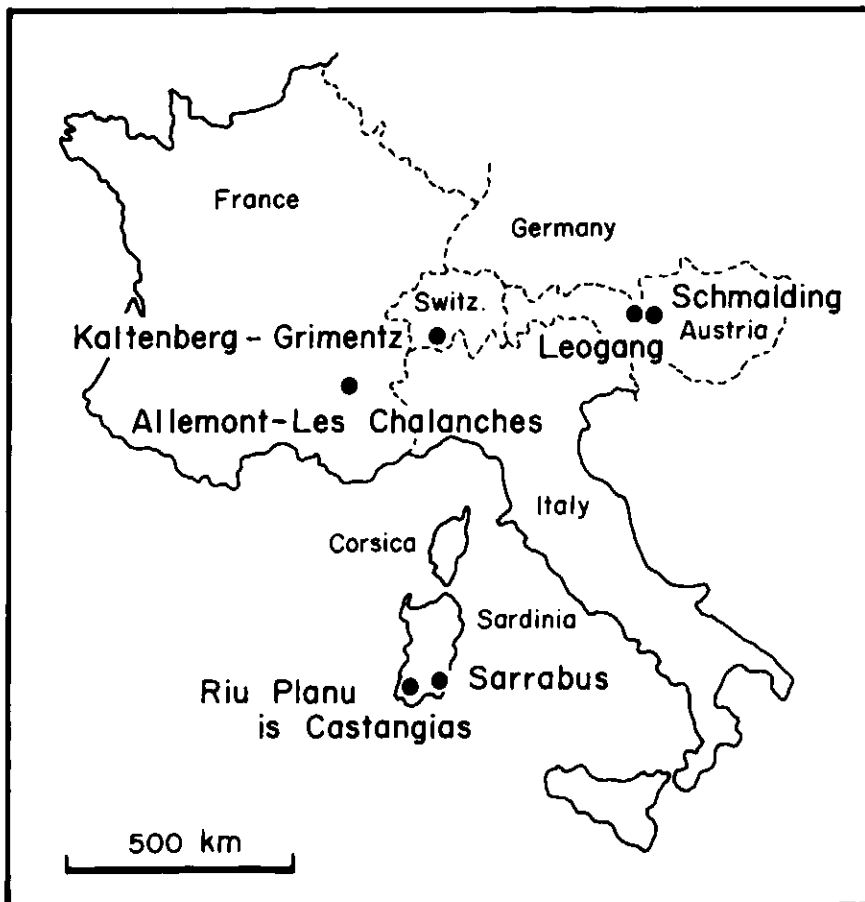 France
Germany
Switz.
Schmalding
Austria
Kaltenberg - Grimentz
Leogang
Allemont-Les Chalanches
Italy
Corsica
Sardinia
Riu Planu
is Castangias
Sarrabus
500 km